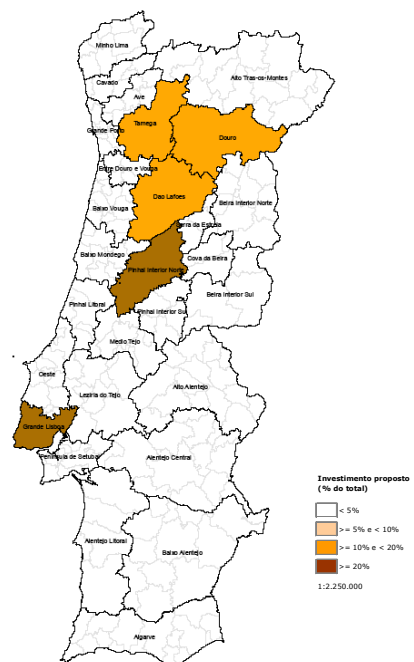 Minho Lima
Alto Tras-os-Montes
Cavado
Ave
Grande Porto
Tamega
Douro
Entre Douro e Vouga
Dao Lafoes
Baixo Vouga
Beira Interior Norte
Serra da Estrela
Baixo Mondego
Cova da Beira
Pinhal Interior Norte
Beira Interior Sul
Pinhal Litoral
Pinhal Interior Sul
Medio Tejo
Oeste
Alto Alentejo
Leziria do Tejo
Grande Lisboa
Peninsula de Setubal
Alentejo Central
Investimento proposto
(% do total)
< 5%
>= 5% e < 10%
>= 10% e < 20%
>= 20%
1:2.250.000
Alentejo Litoral
Baixo Alentejo
Algarve